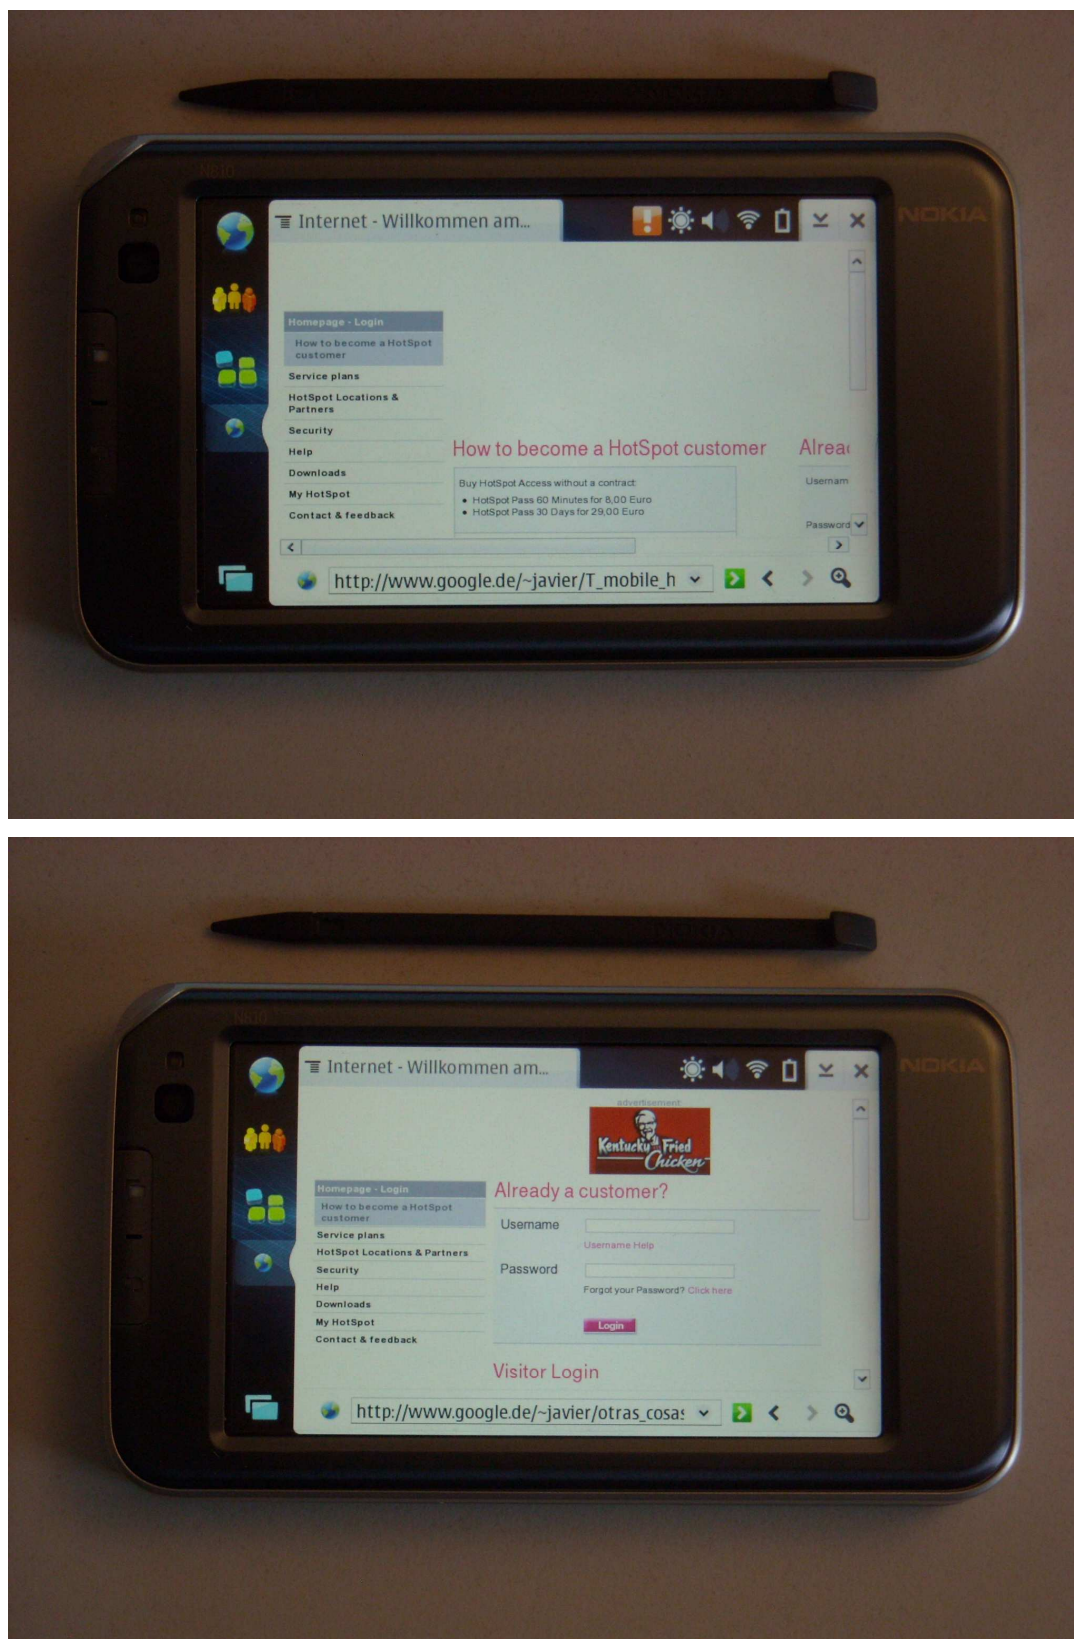 N810
NOKIA
Internet - Willkommen am...
Homepage - Login
How to become a HotSpot
customer
Service plans
HotSpot Locations &
Partners
Security
Help
Downloads
My HotSpot
Contact & feedback
How to become a HotSpot customer
Buy HotSpot Access without a contract:
• HotSpot Pass 60 Minutes for 8,00 Euro
• HotSpot Pass 30 Days for 29,00 Euro
Alread
Usernam
Password
http://www.google.de/~javier/T_mobile_h
NOKIA
N810
NOKIA
Internet - Willkommen am...
advertisement:
Kentucky Fried
Chicken
Homepage - Login
How to become a HotSpot
customer
Service plans
HotSpot Locations & Partners
Security
Help
Downloads
My HotSpot
Contact & feedback
Already a customer?
Username
Username Help
Password
Forgot your Password? Click here
Login
Visitor Login
http://www.google.de/~javier/otras_cosas